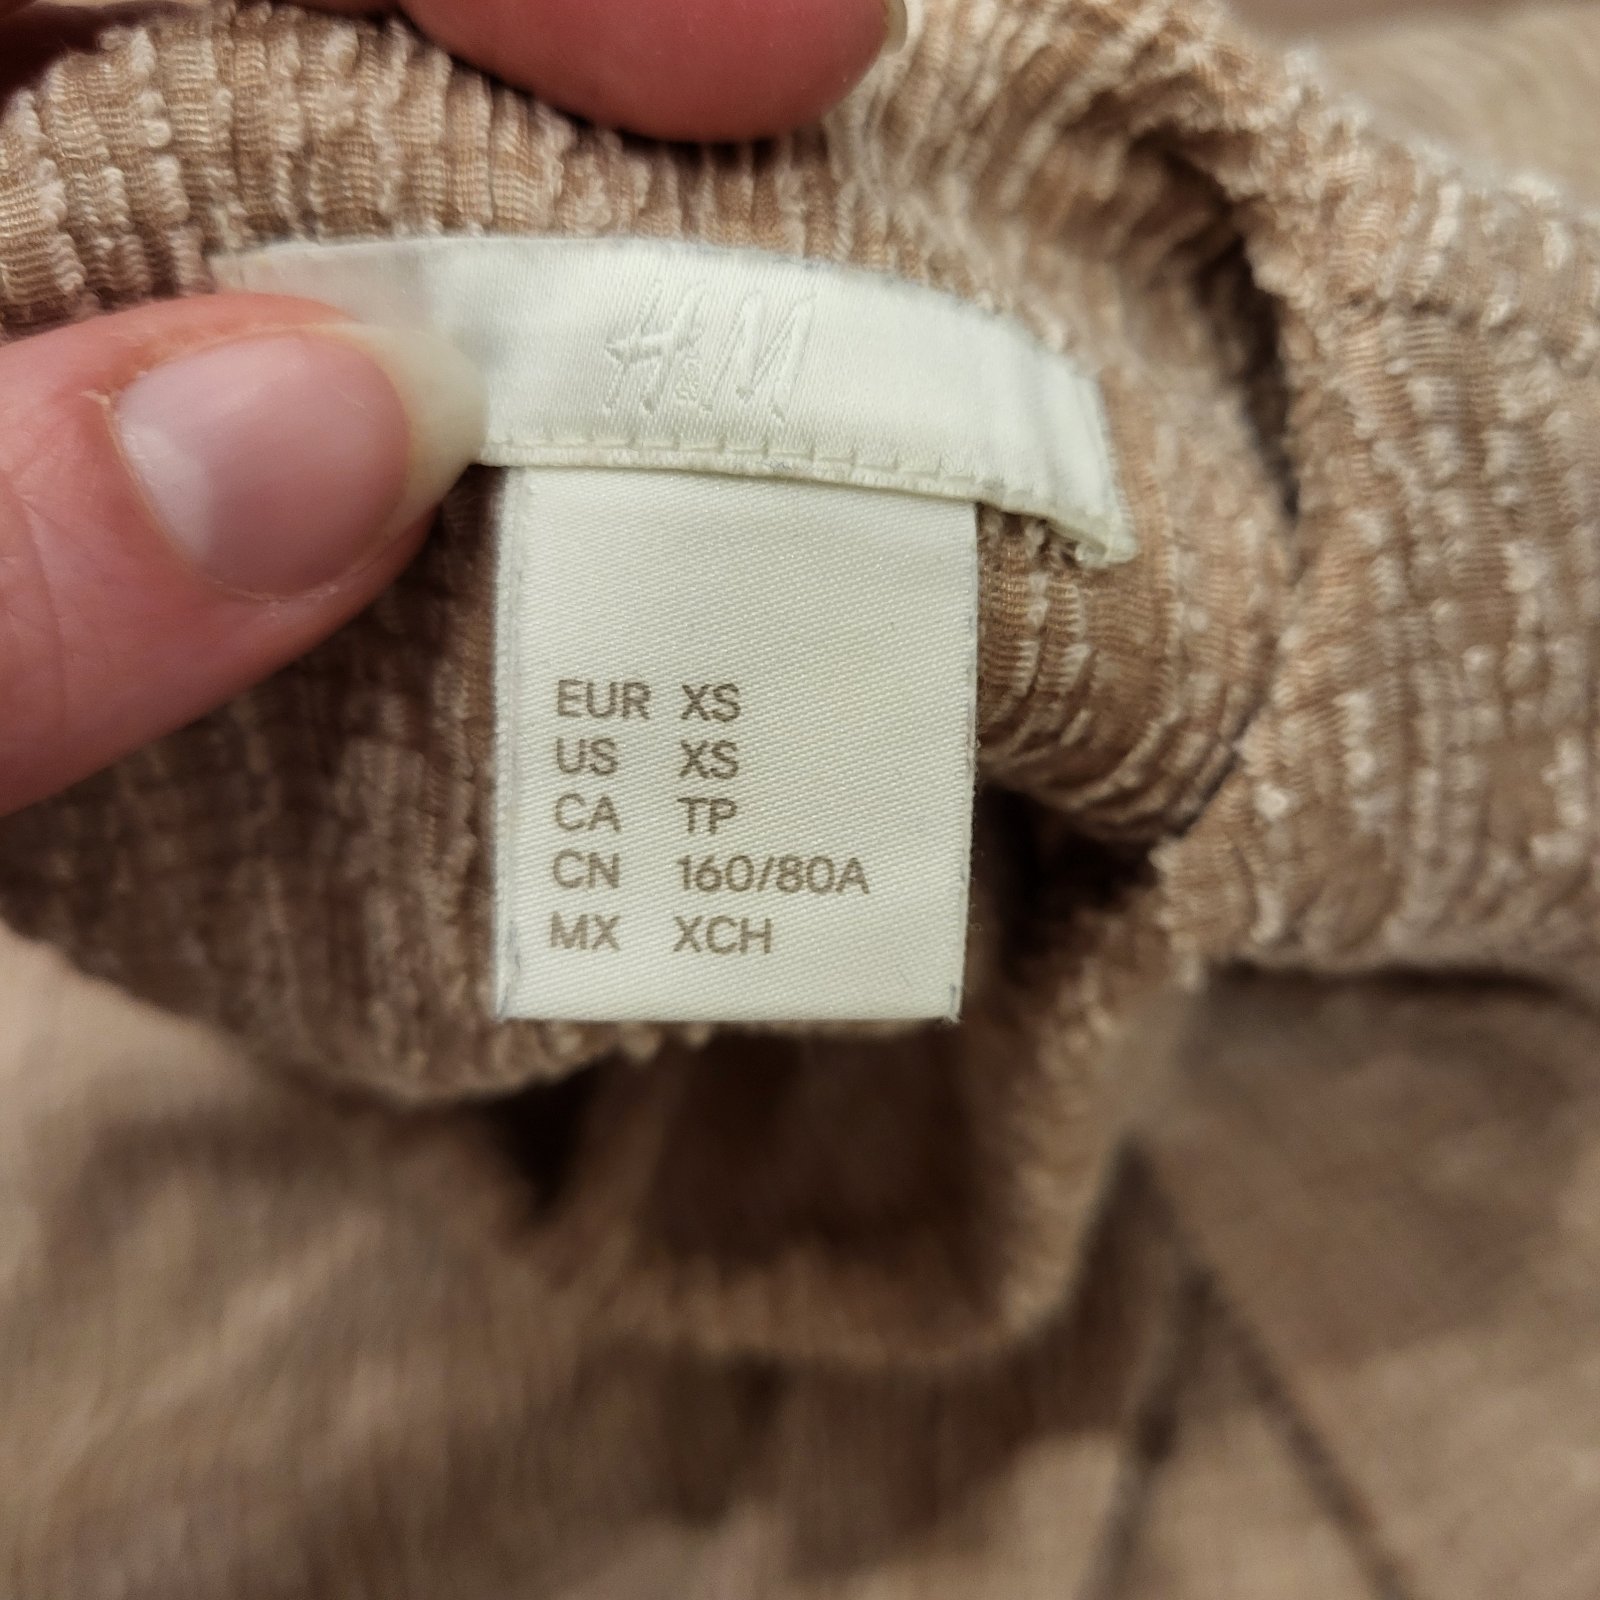 H&M
EUR XS
US XS
CA TP
CN 160/80A
MX XCH